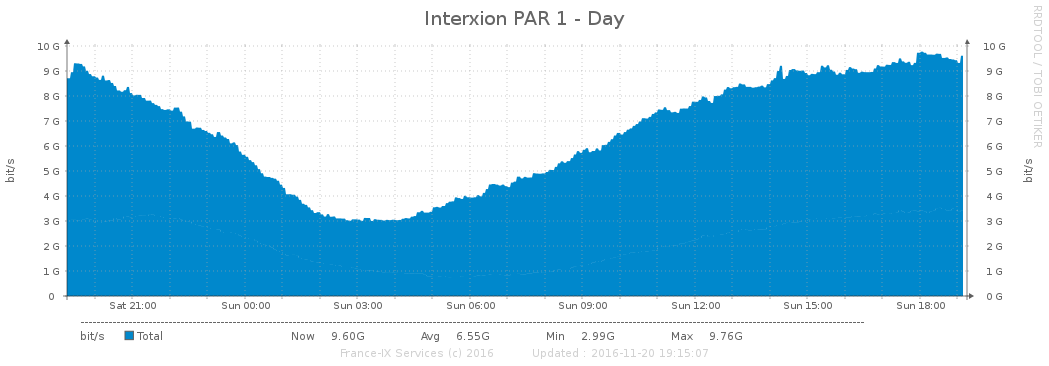 Interxion PAR 1 - Day
RRDTOOL / TOBI OETIKER
10 G 10 G
9 G 9 G
8 G 8 G
7 G 7 G
6 G 6 G
bit/s bit/s
5 G 5 G
4 G 4 G
3 G 3 G
2 G 2 G
1 G 1 G
0 0 G
Sat 21:00 Sun 00:00 Sun 03:00 Sun 06:00 Sun 09:00 Sun 12:00 Sun 15:00 Sun 18:00
bit/s Total Now 9.60G Avg 6.55G Min 2.99G Max 9.76G
France-IX Services (c) 2016 Updated : 2016-11-20 19:15:07